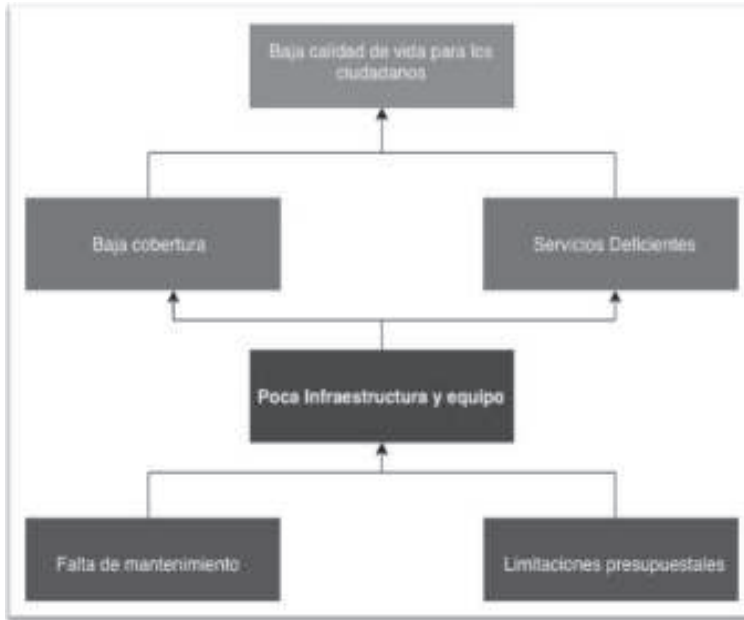 Baja calidad de vida para los
ciudadanos
Baja cobertura
Servicios Deficientes
Poca Infraestructura y equipo
Falta de mantenimiento
Limitaciones presupuestales